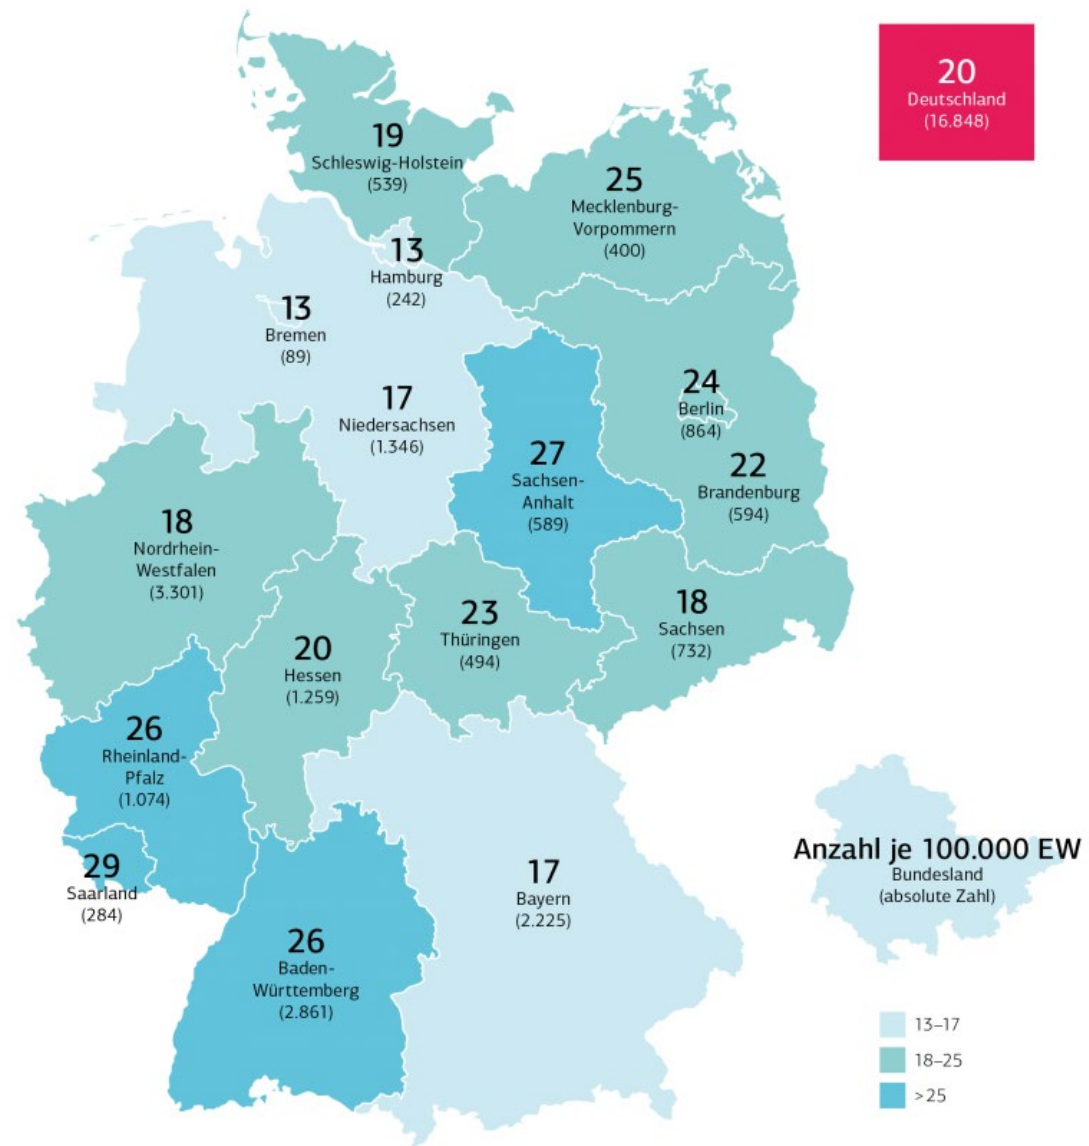 20
Deutschland
(16.848)
19
Schleswig-Holstein
(539)
25
Mecklenburg-
Vorpommern
(400)
13
Hamburg
(242)
13
Bremen
(89)
17
Niedersachsen
(1.346)
24
Berlin
(864)
27
Sachsen-
Anhalt
(589)
22
Brandenburg
(594)
18
Nordrhein-
Westfalen
(3.301)
23
Thüringen
(494)
18
Sachsen
(732)
20
Hessen
(1.259)
26
Rheinland-
Pfalz
(1.074)
29
Saarland
(284)
17
Bayern
(2.225)
26
Baden-
Württemberg
(2.861)
Anzahl je 100.000 EW
Bundesland
(absolute Zahl)
13–17
18–25
>25